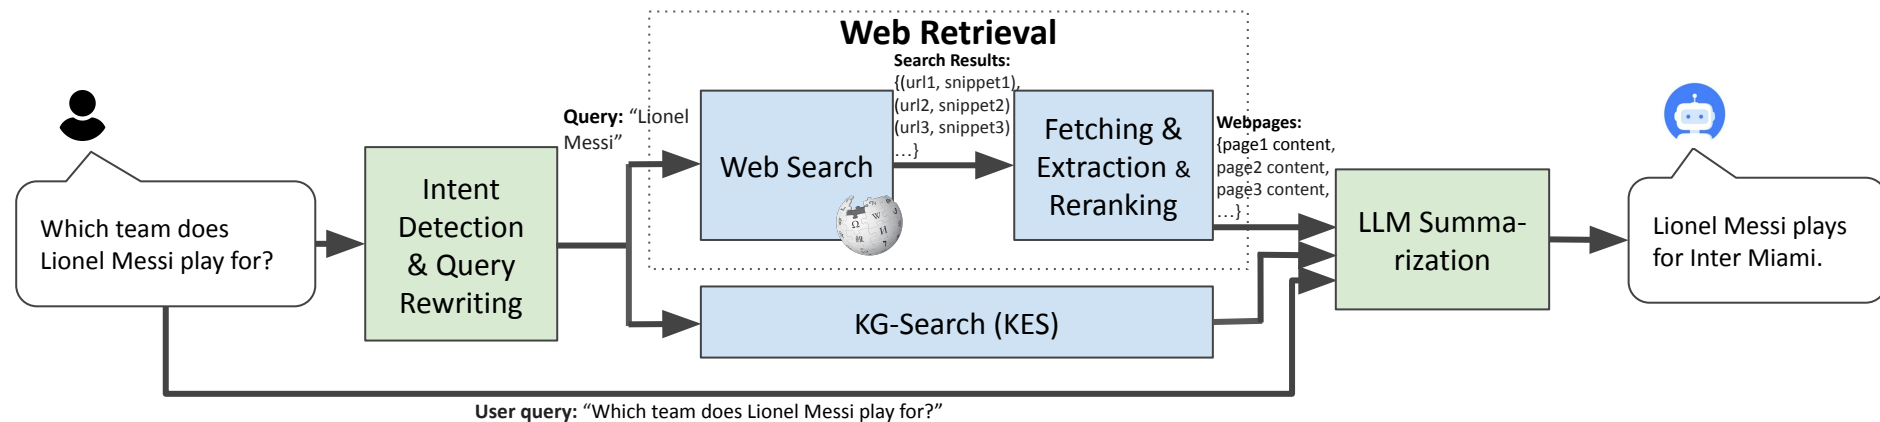 Web Retrieval
Search Results:
{(url1, snippet1),
(url2, snippet2)
(url3, snippet3)
...}
Query: “Lionel
Messi”
Web Search
Fetching &
Extraction &
Reranking
Webpages:
{page1 content,
page2 content,
page3 content,
...}
Which team does
Lionel Messi play for?
Intent
Detection
& Query
Rewriting
KG-Search (KES)
LLM Summa-
rization
Lionel Messi plays
for Inter Miami.
User query: “Which team does Lionel Messi play for?”